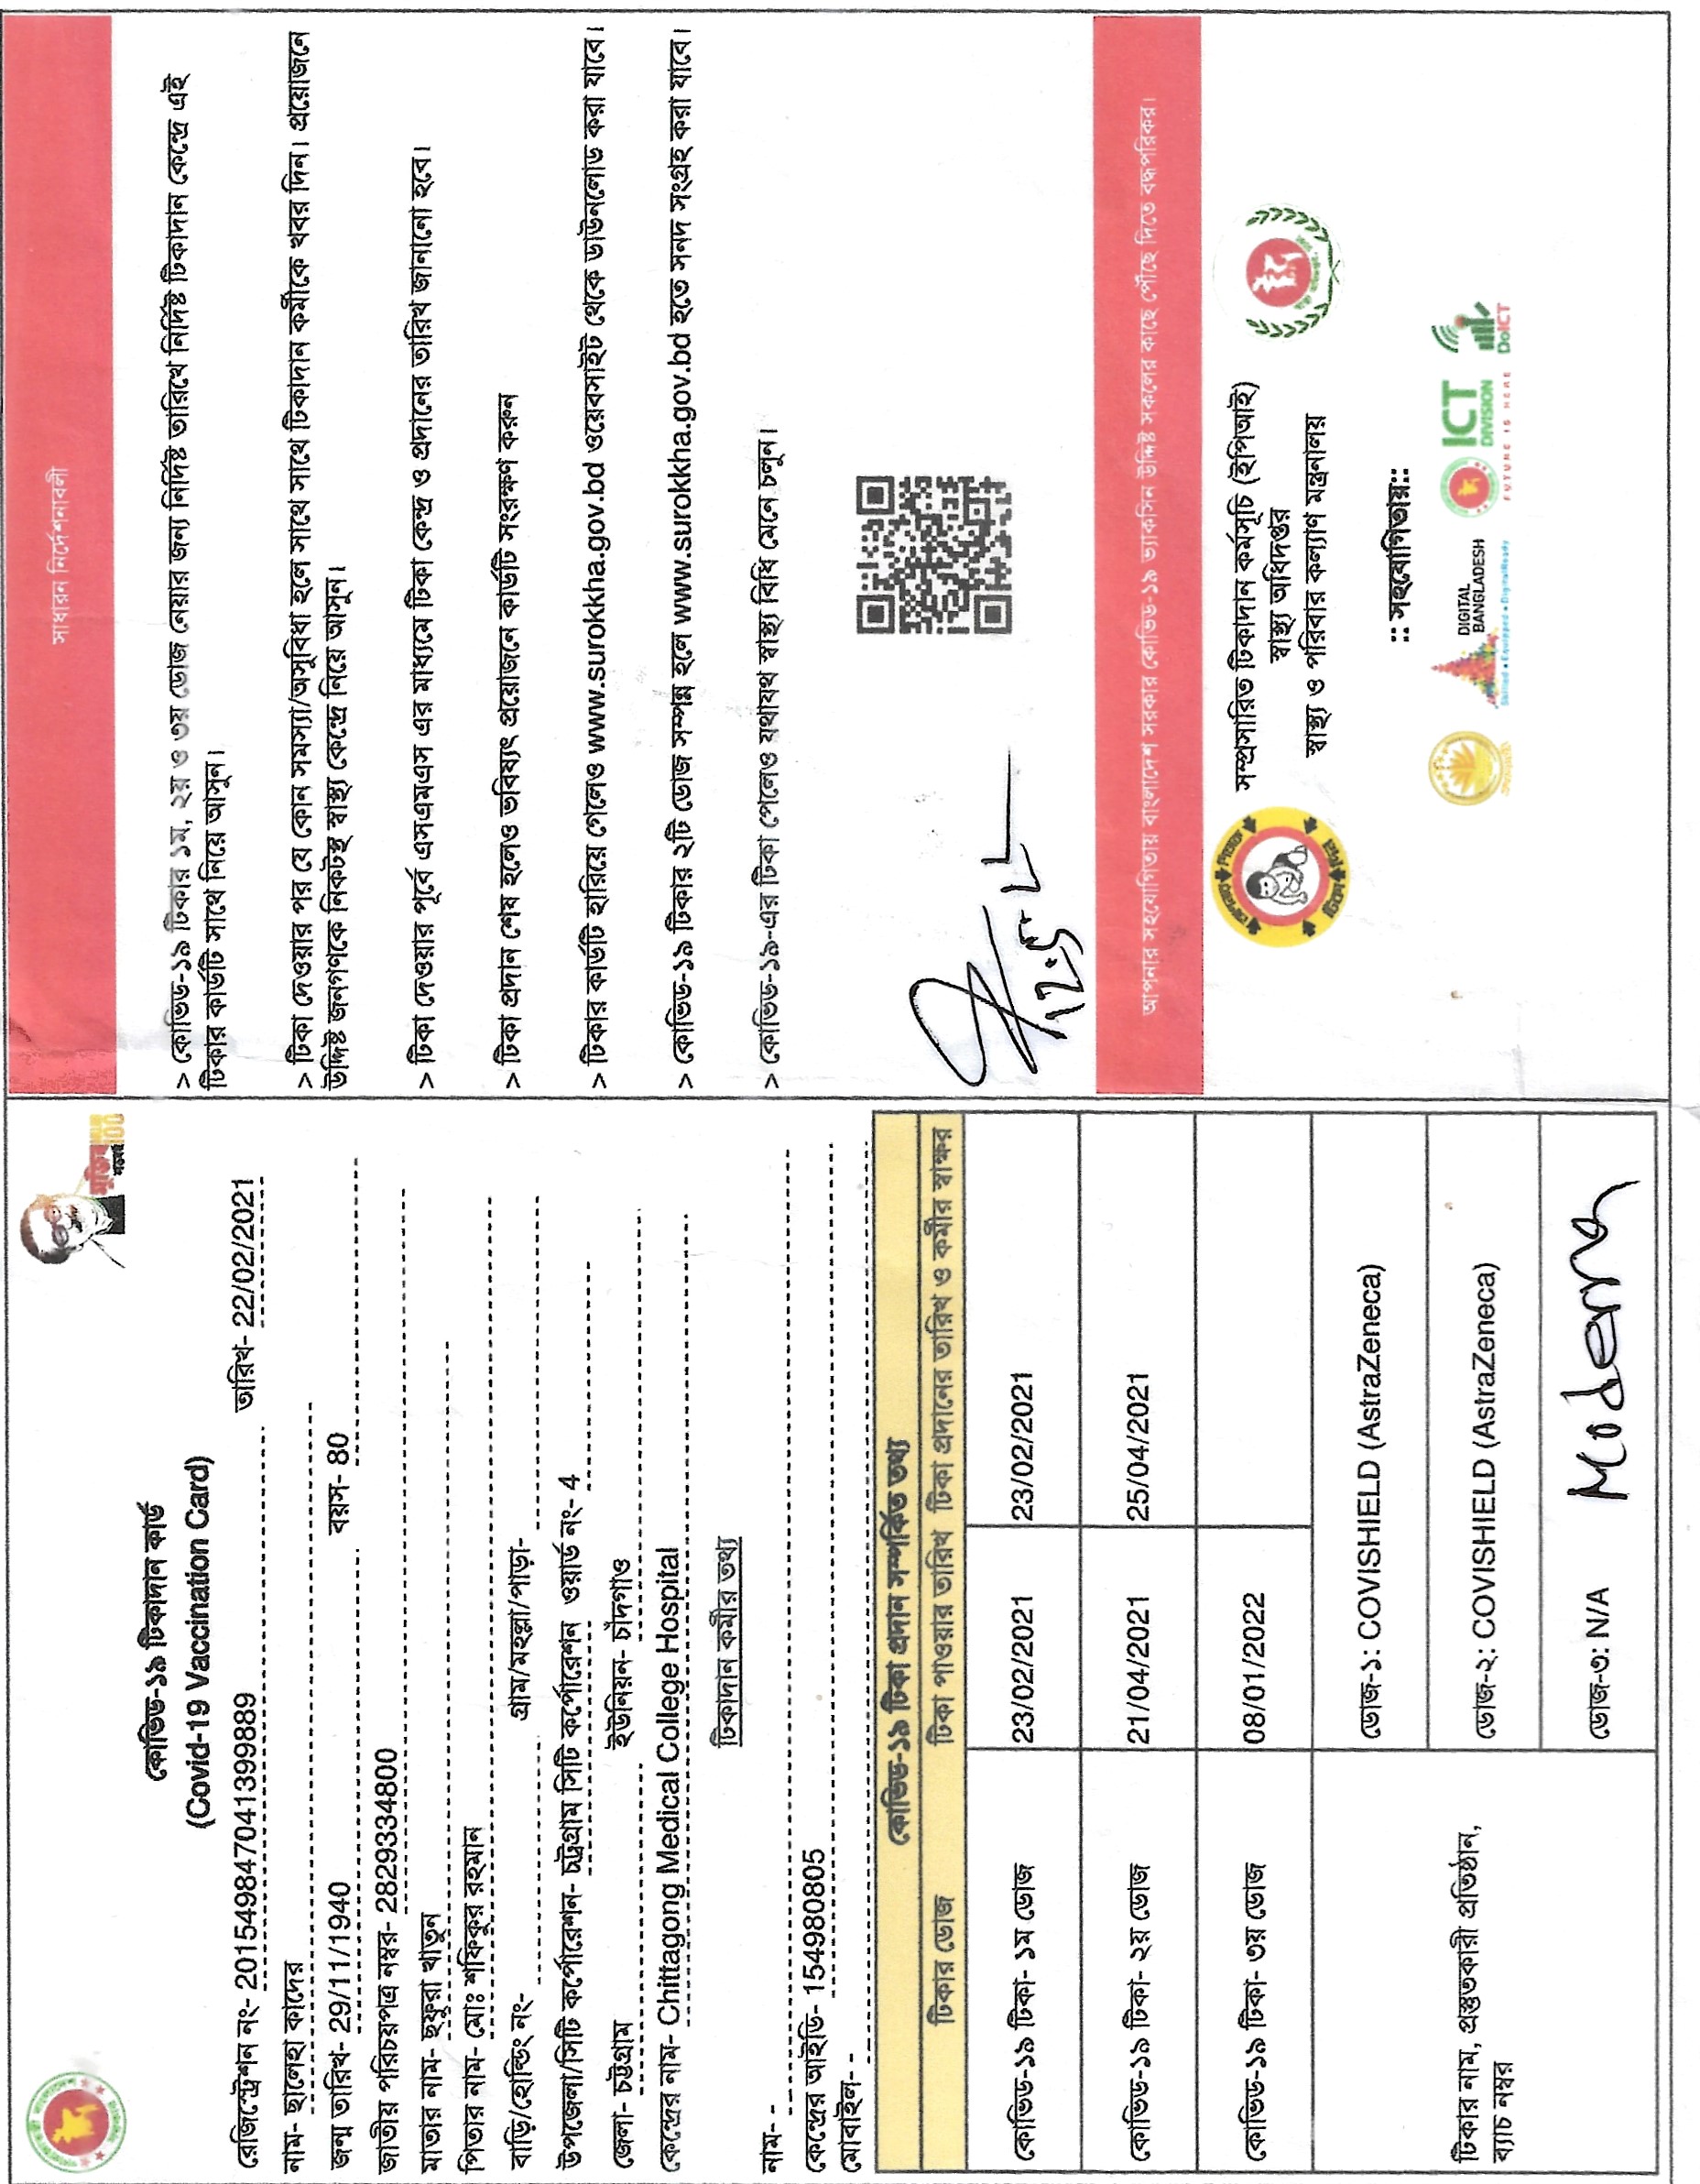 কোভিড-১৯ টিকাদান কার্ড
(Covid-19 Vaccination Card)
রেজিস্ট্রেশন নং- 201549847041399889 তারিখ- 22/02/2021
নাম- ছালেহা কাদের
জন্ম তারিখ- 29/11/1940 বয়স- 80
জাতীয় পরিচয়পত্র নম্বর- 2829334800
মাতার নাম- ছফুরা খাতুন
পিতার নাম- মোঃ শফিকুর রহমান
বাড়ি/হোল্ডিং নং- গ্রাম/মহল্লা/পাড়া-
উপজেলা/সিটি কর্পোরেশন- চট্রগ্রাম সিটি কর্পোরেশন ওয়ার্ড নং- 4
জেলা- চট্টগ্রাম ইউনিয়ন- চাঁদগাও
কেন্দ্রের নাম- Chittagong Medical College Hospital
টিকাদান কর্মীর তথ্য
নাম- -
কেন্দ্রের আইডি- 154980805
মোবাইল- -
কোভিড-১৯ টিকা প্রদান সম্পর্কিত তথ্য
টিকার ডোজ টিকা পাওয়ার তারিখ টিকা প্রদানের তারিখ ও কর্মীর স্বাক্ষর
কোভিড-১৯ টিকা- ১ম ডোজ 23/02/2021 23/02/2021
কোভিড-১৯ টিকা- ২য় ডোজ 21/04/2021 25/04/2021
কোভিড-১৯ টিকা- ৩য় ডোজ 08/01/2022
টিকার নাম, প্রস্তুতকারী প্রতিষ্ঠান,
ব্যাচ নম্বর
ডোজ-১: COVISHIELD (AstraZeneca)
ডোজ-২: COVISHIELD (AstraZeneca)
ডোজ-৩: N/A Moderna
সাধারন নির্দেশনাবলী
> কোভিড-১৯ টিকার ১ম, ২য় ও ৩য় ডোজ নেয়ার জন্য নির্দিষ্ট তারিখে নির্দিষ্ট টিকাদান কেন্দ্রে এই
টিকার কার্ডটি সাথে নিয়ে আসুন।
> টিকা দেওয়ার পর যে কোন সমস্যা/অসুবিধা হলে সাথে সাথে টিকাদান কর্মীকে খবর দিন। প্রয়োজনে
উদ্দিষ্ট জনগণকে নিকটস্থ স্বাস্থ্য কেন্দ্রে নিয়ে আসুন।
> টিকা দেওয়ার পূর্বে এসএমএস এর মাধ্যমে টিকা কেন্দ্র ও প্রদানের তারিখ জানানো হবে।
> টিকা প্রদান শেষ হলেও ভবিষ্যৎ প্রয়োজনে কার্ডটি সংরক্ষণ করুন
> টিকার কার্ডটি হারিয়ে গেলেও www.surokkha.gov.bd ওয়েবসাইট থেকে ডাউনলোড করা যাবে।
> কোভিড-১৯ টিকার ২টি ডোজ সম্পন্ন হলে www.surokkha.gov.bd হতে সনদ সংগ্রহ করা যাবে।
> কোভিড-১৯-এর টিকা পেলেও যথাযথ স্বাস্থ্য বিধি মেনে চলুন।
12.5.22
আপনার সহযোগিতায় বাংলাদেশ সরকার কোভিড-১৯ ভ্যাকসিন উদ্দিষ্ট সকলের কাছে পৌঁছে দিতে বদ্ধপরিকর।
সম্প্রসারিত টিকাদান কর্মসূচি (ইপিআই)
স্বাস্থ্য অধিদপ্তর
স্বাস্থ্য ও পরিবার কল্যাণ মন্ত্রনালয়
টিকা দিন
:: সহযোগিতায়::
DIGITAL
BANGLADESH
Skilled • Equipped • DigitalReady
ICT
DIVISION
FUTURE IS HERE
DoICT